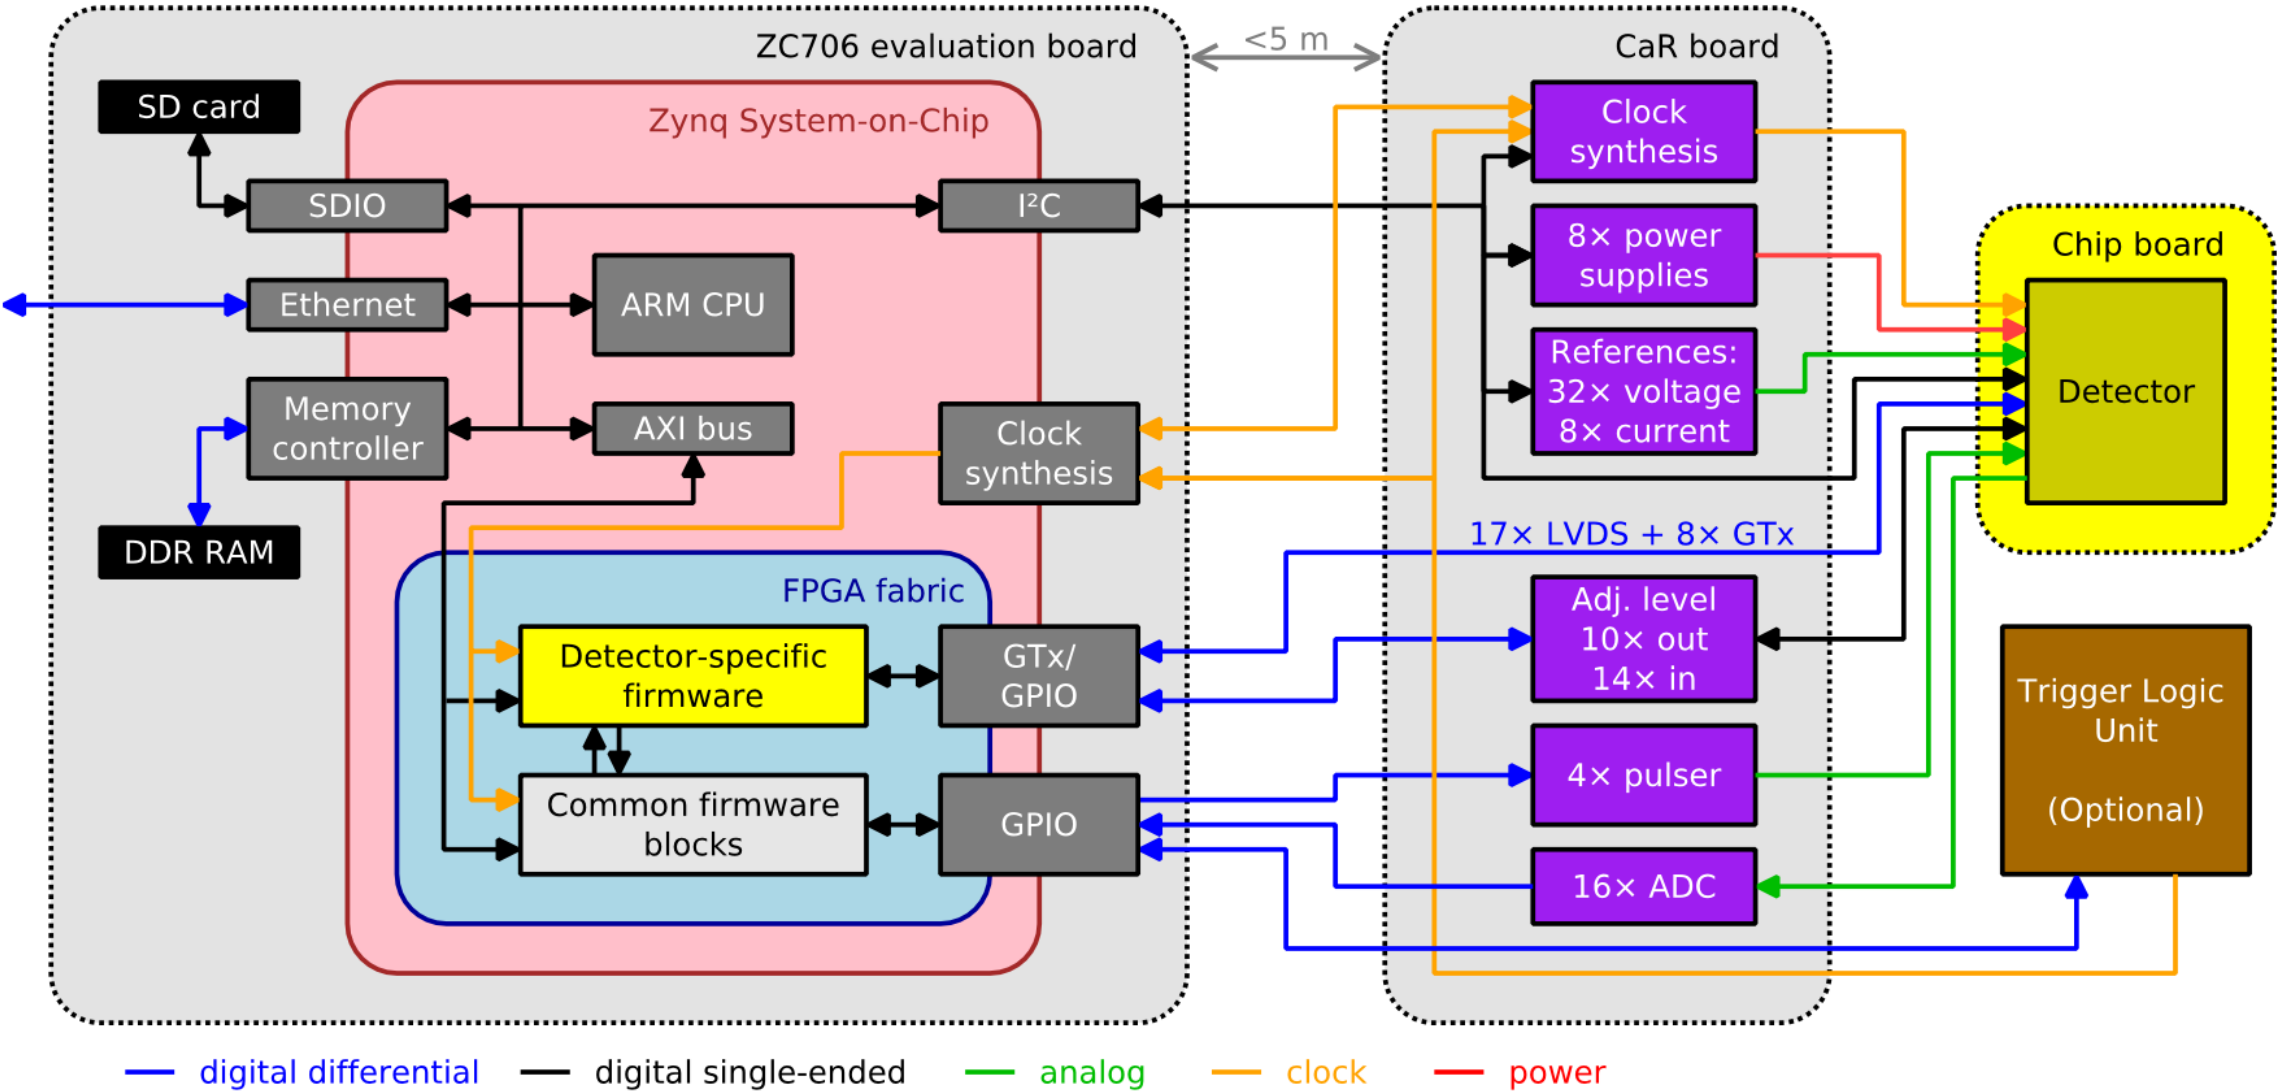 ZC706 evaluation board
<5 m
CaR board
SD card
Zynq System-on-Chip
Clock
synthesis
SDIO
I²C
8× power
supplies
Chip board
Ethernet
ARM CPU
References:
32× voltage
8× current
Detector
Memory
controller
AXI bus
Clock
synthesis
DDR RAM
17× LVDS + 8× GTx
FPGA fabric
Detector-specific
firmware
GTx/
GPIO
Adj. level
10× out
14× in
Trigger Logic
Unit
(Optional)
Common firmware
blocks
GPIO
4× pulser
16× ADC
digital differential
digital single-ended
analog
clock
power